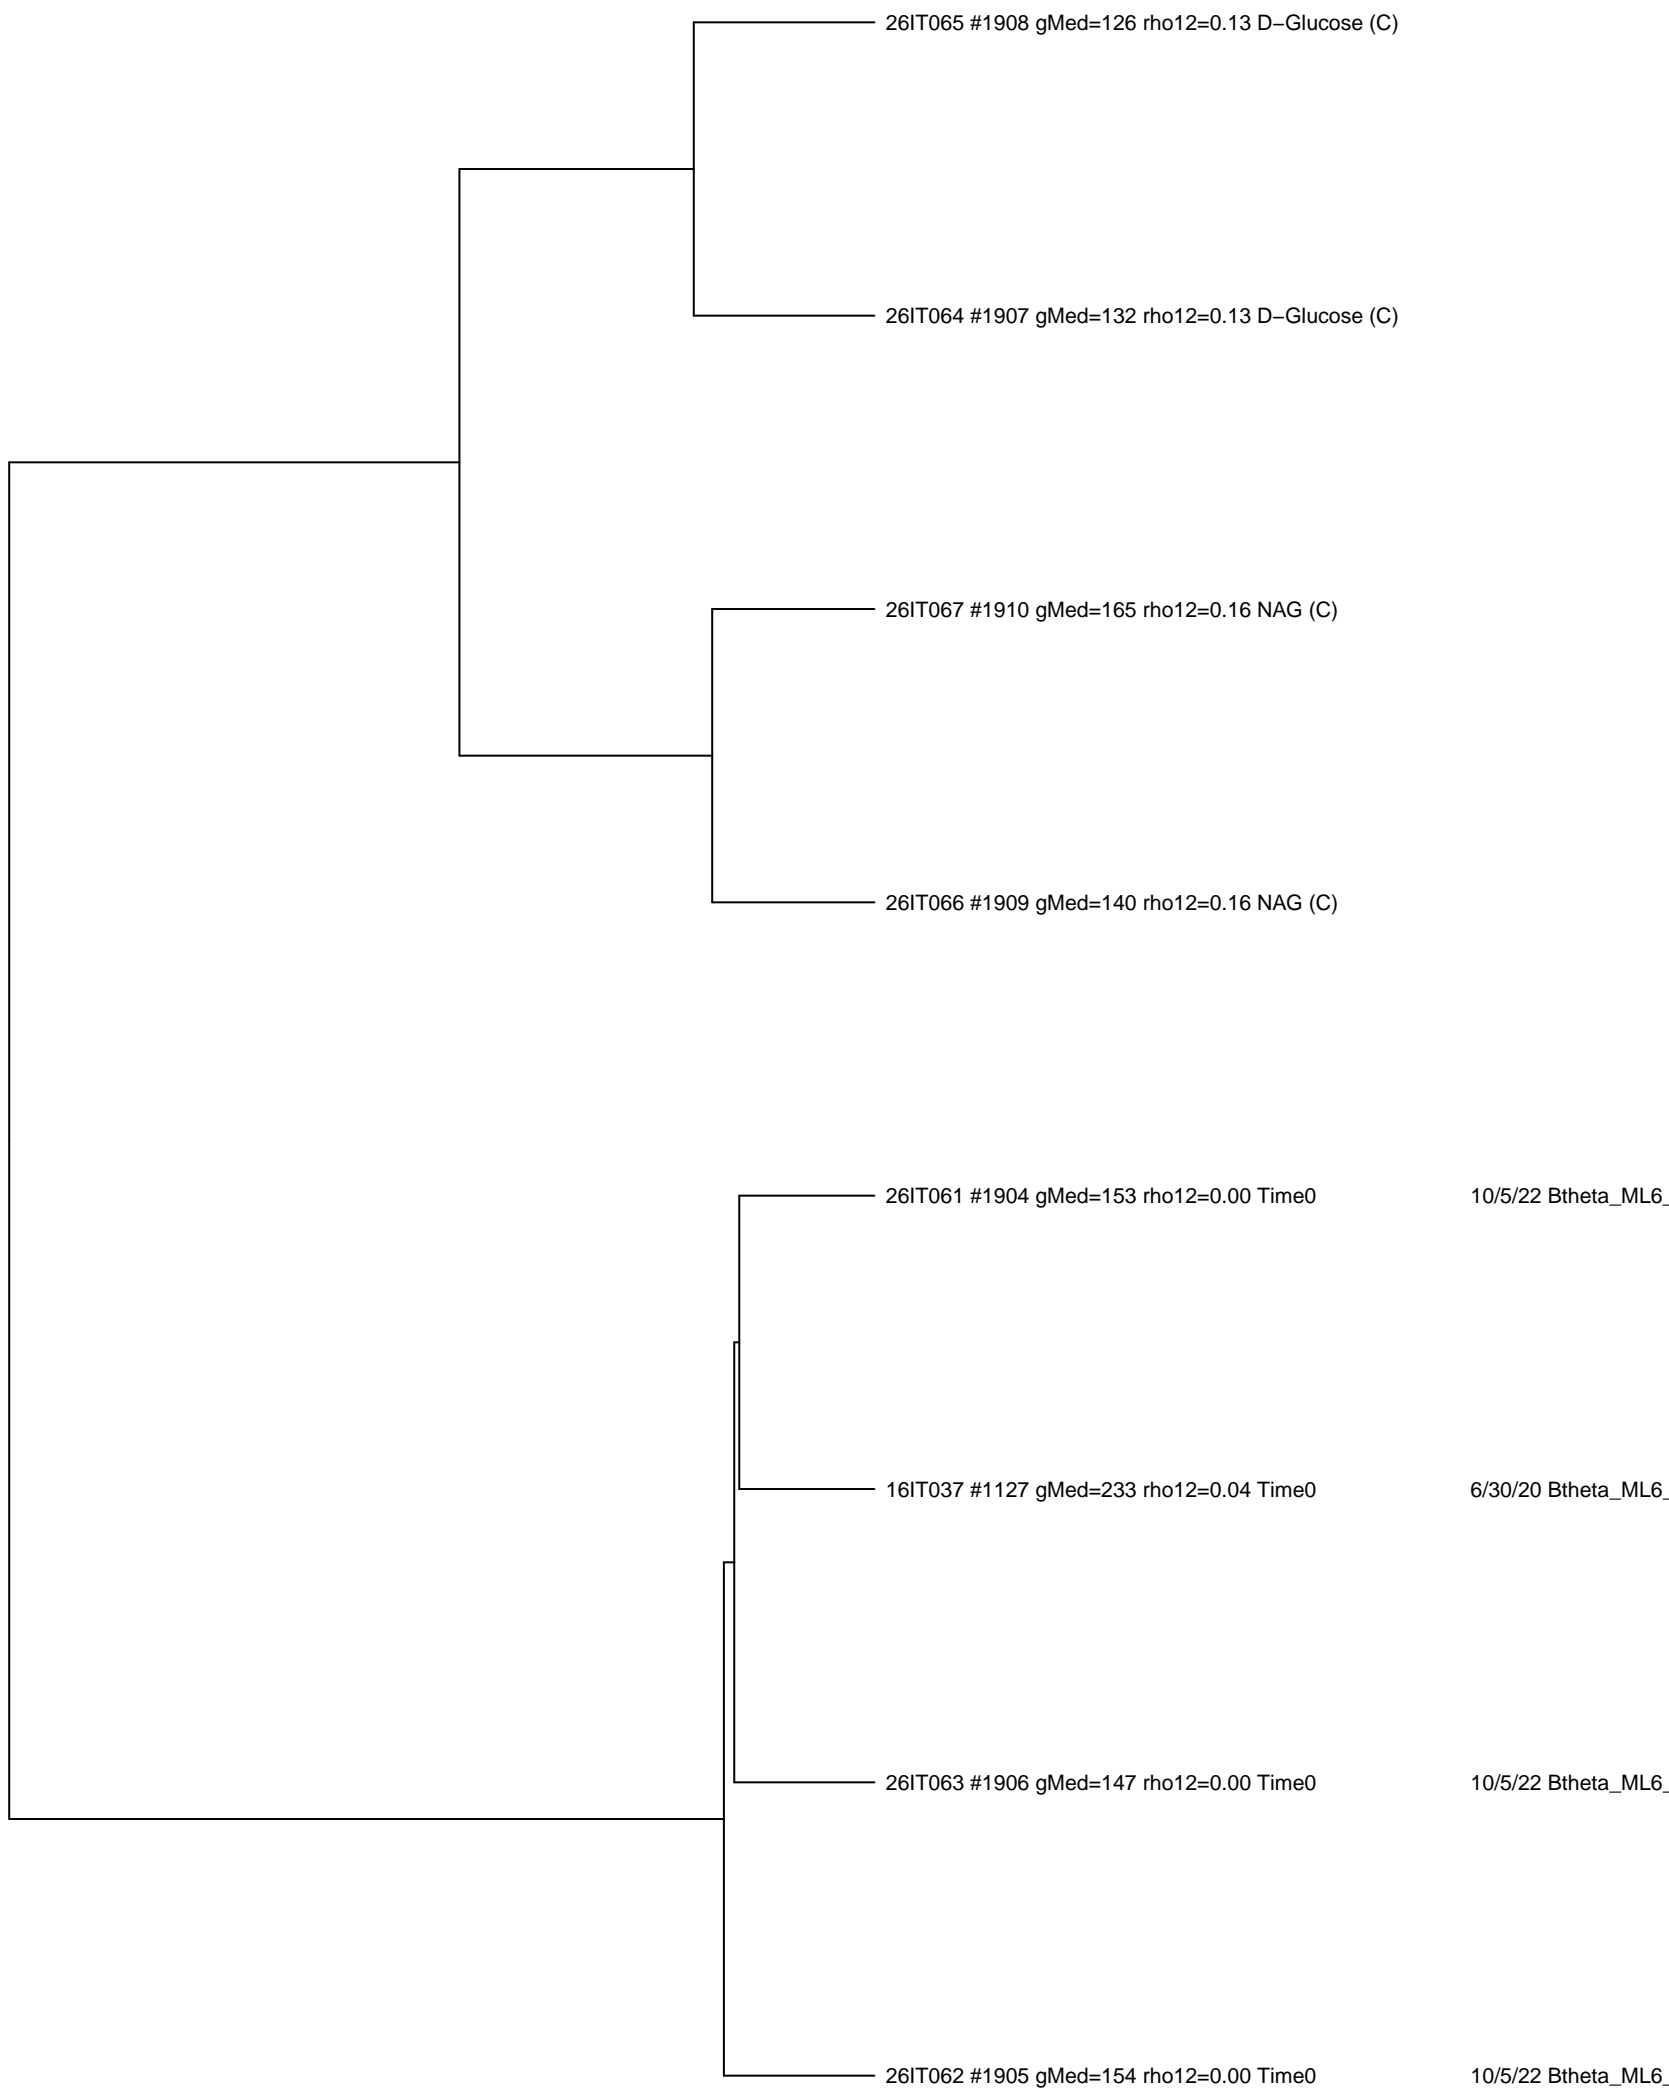 26IT065 #1908 gMed=126 rho12=0.13 D−Glucose (C)
26IT064 #1907 gMed=132 rho12=0.13 D−Glucose (C)
26IT067 #1910 gMed=165 rho12=0.16 NAG (C)
26IT066 #1909 gMed=140 rho12=0.16 NAG (C)
26IT061 #1904 gMed=153 rho12=0.00 Time0 10/5/22 Btheta_ML6_
16IT037 #1127 gMed=233 rho12=0.04 Time0 6/30/20 Btheta_ML6_
26IT063 #1906 gMed=147 rho12=0.00 Time0 10/5/22 Btheta_ML6_
26IT062 #1905 gMed=154 rho12=0.00 Time0 10/5/22 Btheta_ML6_